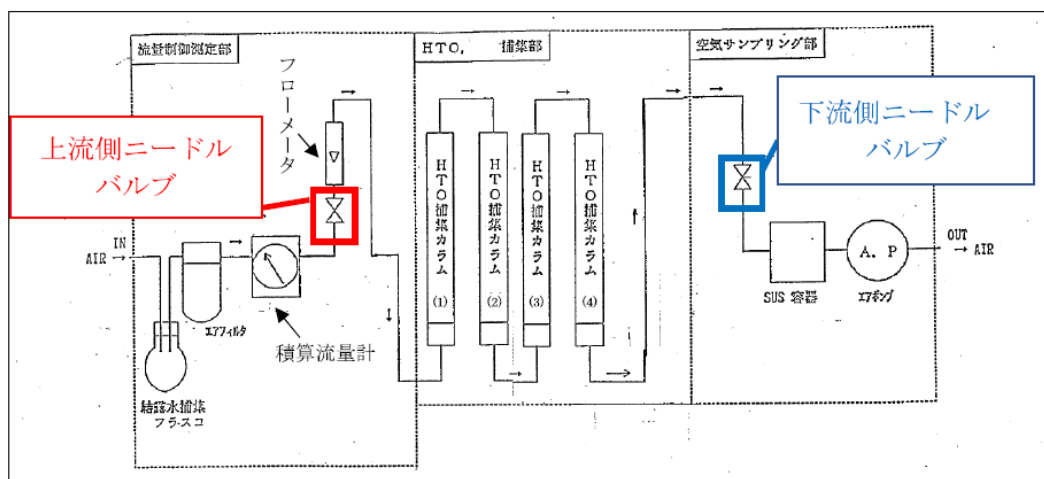 流量制御測定部
HTO, 捕集部
空気サンプリング部
フローメータ
上流側ニードル
バルブ
下流側ニードル
バルブ
HTO捕集カラム (1)
HTO捕集カラム (2)
HTO捕集カラム (3)
HTO捕集カラム (4)
IN
AIR
エアフィルタ
積算流量計
結露水捕集
フラスコ
SUS 容器
A. P
エアポンプ
OUT
AIR